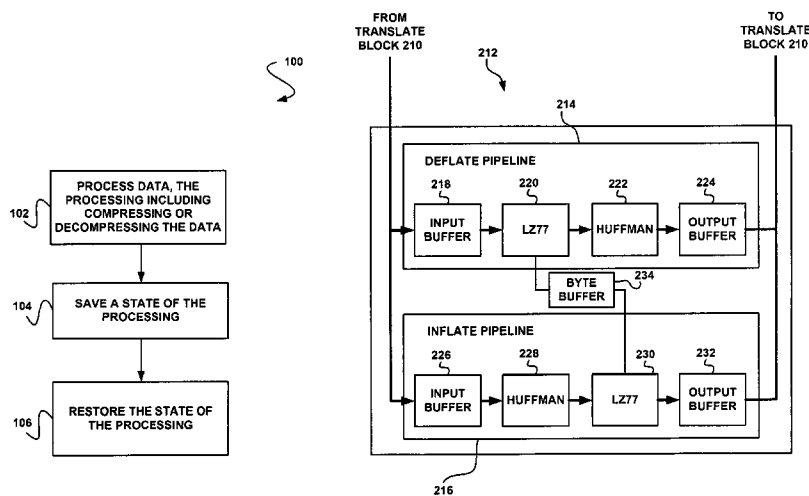 100
102
PROCESS DATA, THE
PROCESSING INCLUDING
COMPRESSING OR
DECOMPRESSING THE DATA
104
SAVE A STATE OF THE
PROCESSING
106
RESTORE THE STATE OF
THE PROCESSING
FROM
TRANSLATE
BLOCK 210
TO
TRANSLATE
BLOCK 210
212
214
DEFLATE PIPELINE
218
220
222
224
INPUT
BUFFER
LZ77
HUFFMAN
OUTPUT
BUFFER
234
BYTE
BUFFER
INFLATE PIPELINE
226
228
230
232
INPUT
BUFFER
HUFFMAN
LZ77
OUTPUT
BUFFER
216